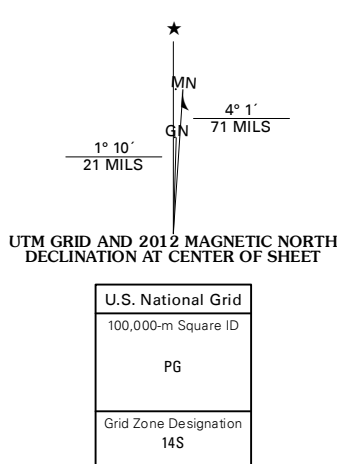 ★
MN
GN
4° 1´
71 MILS
1° 10´
21 MILS
UTM GRID AND 2012 MAGNETIC NORTH
DECLINATION AT CENTER OF SHEET
U.S. National Grid
100,000-m Square ID
PG
Grid Zone Designation
14S